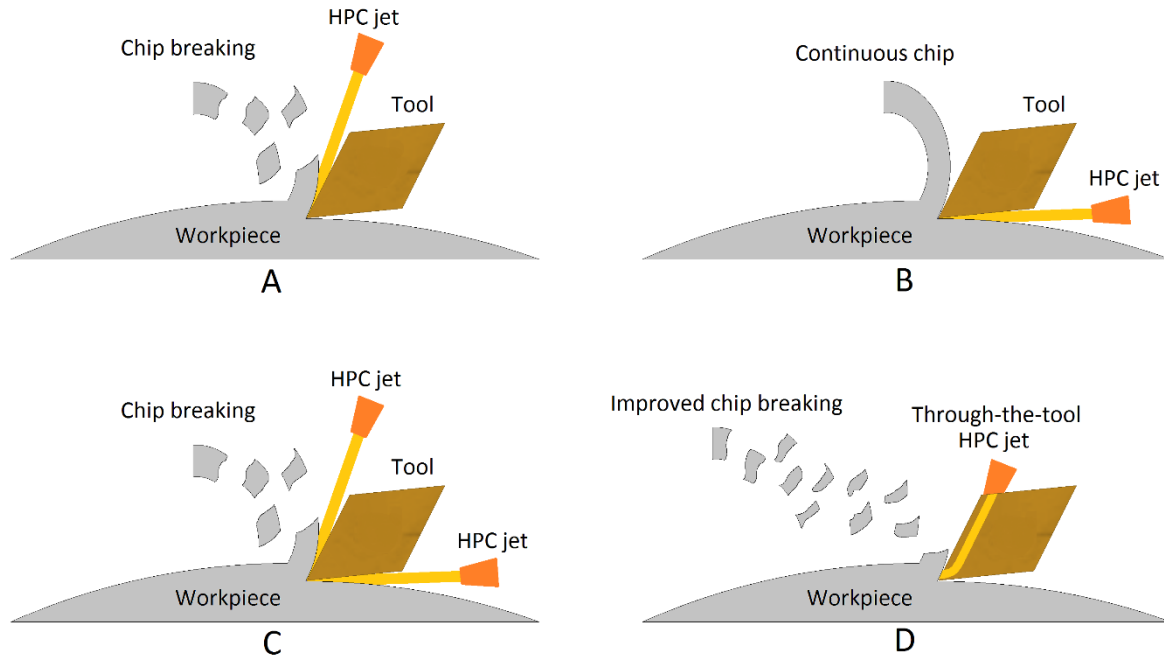 HPC jet
Chip breaking
Tool
Workpiece
A
Continuous chip
Tool
HPC jet
Workpiece
B
HPC jet
Chip breaking
Tool
HPC jet
Workpiece
C
Improved chip breaking
Through-the-tool
HPC jet
Workpiece
D